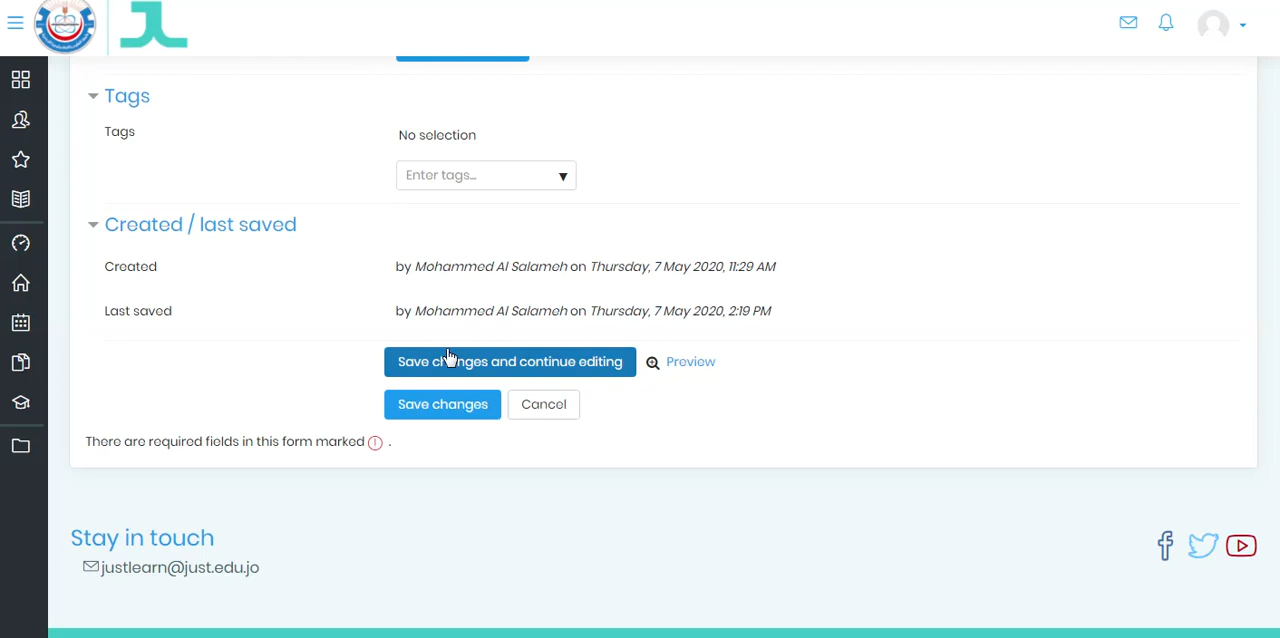 Tags
Tags
No selection
Enter tags...
Created / last saved
Created by Mohammed Al Salameh on Thursday, 7 May 2020, 11:29 AM
Last saved by Mohammed Al Salameh on Thursday, 7 May 2020, 2:19 PM
Save changes and continue editing Preview
Save changes Cancel
There are required fields in this form marked .
Stay in touch
justlearn@just.edu.jo